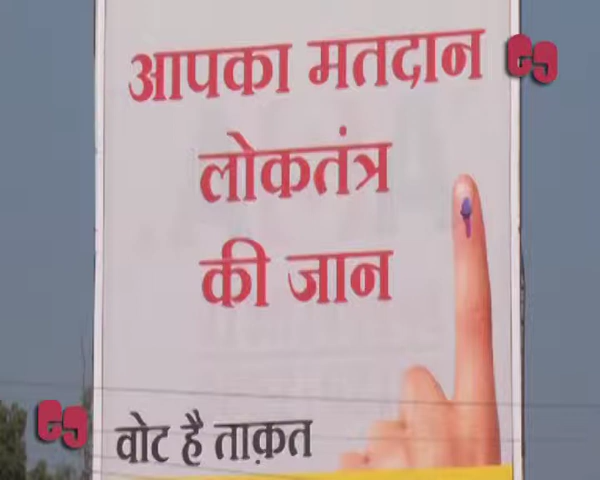 आपका मतदान
लोकतंत्र
की जान
वोट है ताक़त